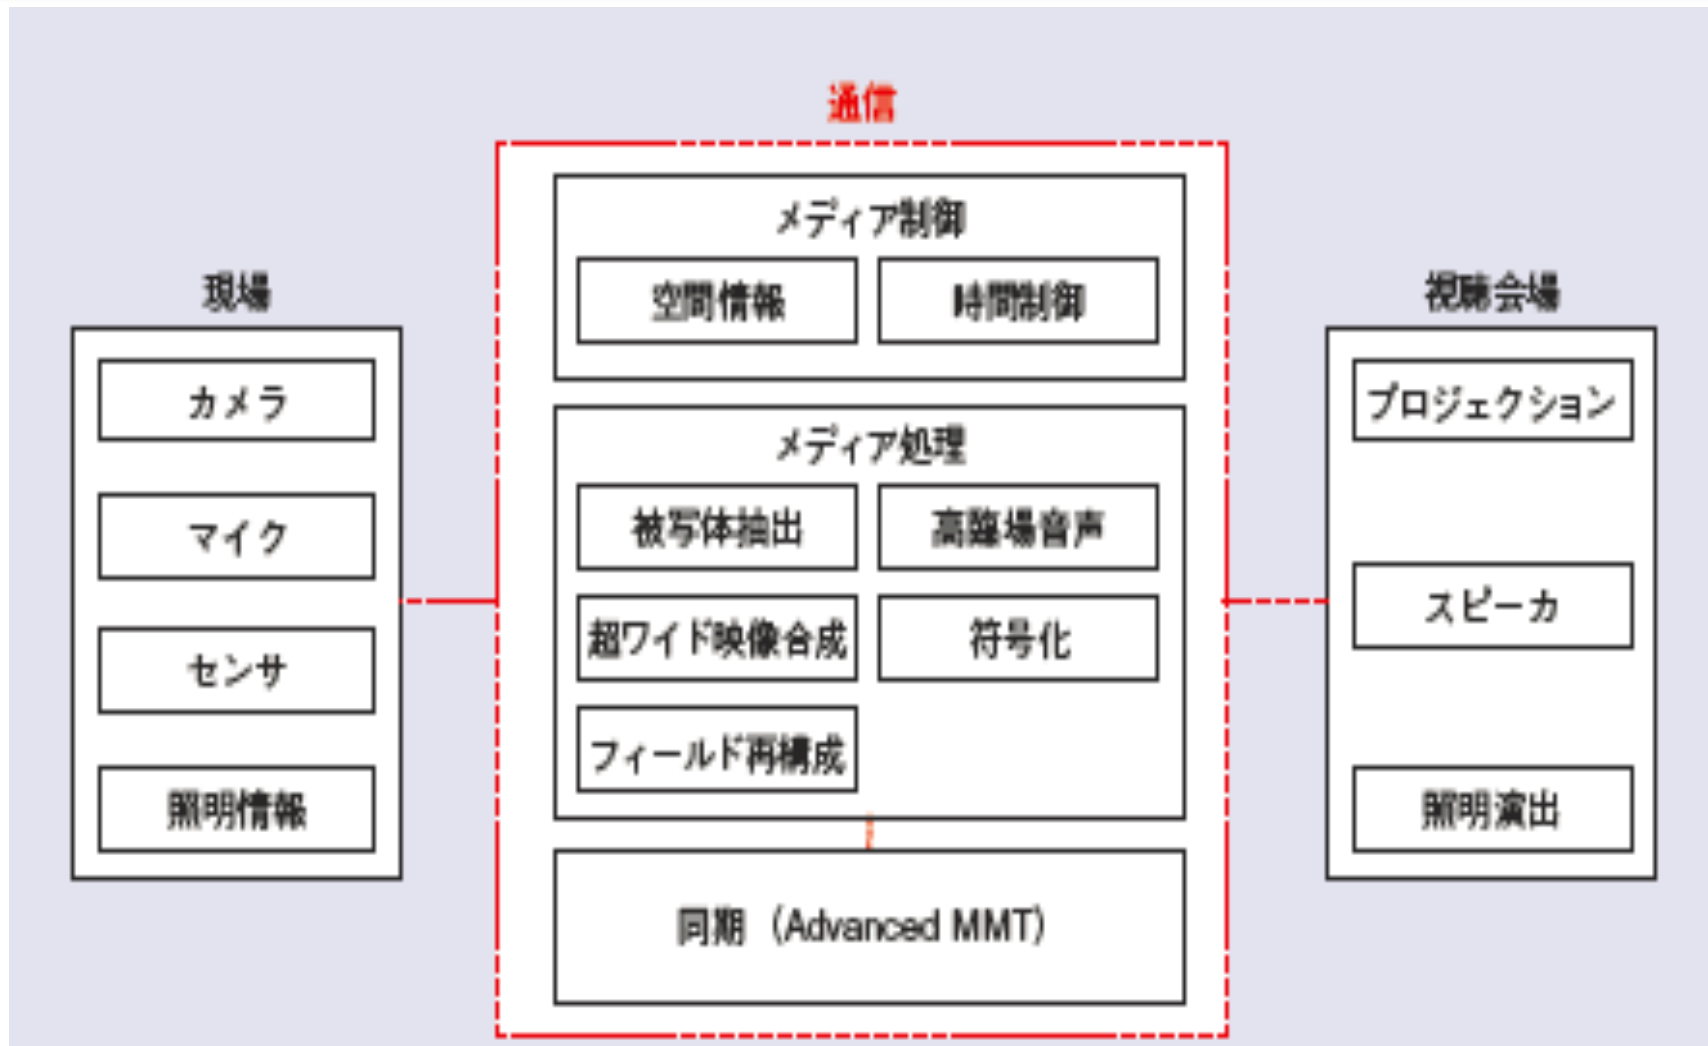 通信
メディア制御
空間情報
時間制御
現場
カメラ
マイク
センサ
照明情報
メディア処理
被写体抽出
高臨場音声
超ワイド映像合成
符号化
フィールド再構成
同期（Advanced MMT）
視聴会場
プロジェクション
スピーカ
照明演出